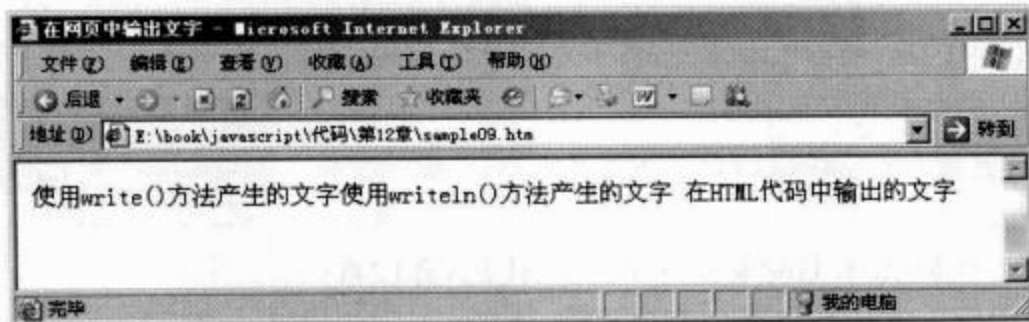 在网页中输出文字 - Microsoft Internet Explorer
文件(F) 编辑(E) 查看(V) 收藏(A) 工具(T) 帮助(H)
后退 搜索 收藏夹
地址(D) E:\book\javascript\代码\第12章\sample09.htm 转到
使用write()方法产生的文字使用writeln()方法产生的文字 在HTML代码中输出的文字
完毕 我的电脑